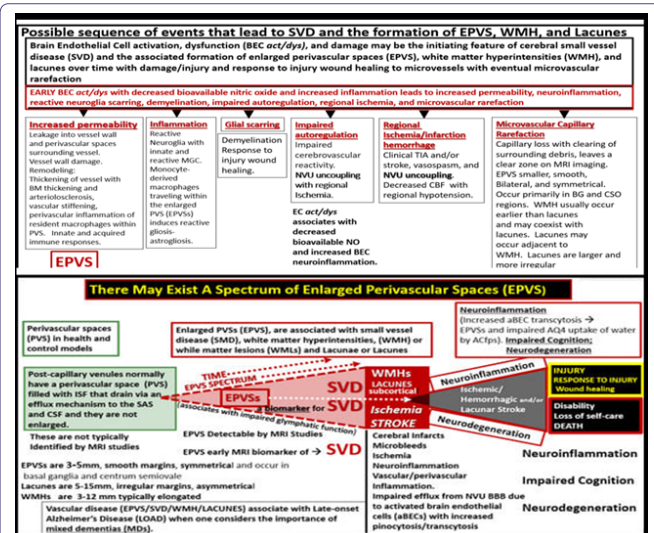 Possible sequence of events that lead to SVD and the formation of EPVS, WMH, and Lacunes
Brain Endothelial Cell activation, dysfunction (BEC act/dys), and damage may be the initiating feature of cerebral small vessel
disease (SVD) and the associated formation of enlarged perivascular spaces (EPVS), white matter hyperintensities (WMH), and
lacunes over time with damage/injury and response to injury wound healing to microvessels with eventual microvascular
rarefaction
EARLY BEC act/dys with decreased bioavailable nitric oxide and increased inflammation leads to increased permeability, neuroinflammation,
reactive neuroglia scarring, demyelination, impaired autoregulation, regional ischemia, and microvascular rarefaction
Increased permeability
Leakage into vessel wall
and perivascular spaces
surrounding vessel.
Vessel wall damage.
Remodeling:
Thickening of vessel with
BM thickening and
arteriolosclerosis,
vascular stiffening,
perivascular inflammation of
resident macrophages within
PVS. Innate and acquired
immune responses.
EPVS
Inflammation
Reactive
Neuroglia with
innate and
reactive MGC.
Monocyte-
derived
macrophages
traveling within
the enlarged
PVS (EPVSs)
induces reactive
gliosis-
astrogliosis.
Glial scarring
Demyelination
Response to
injury wound
healing.
Impaired
autoregulation
Impaired
cerebrovascular
reactivity.
NVU uncoupling
with regional
Ischemia.
EC act/dys
associates with
decreased
bioavailable NO
and increased BEC
neuroinflammation.
Regional
Ischemia/infarction
hemorrhage
Clinical TIA and/or
stroke, vasospasm, and
NVU uncoupling.
Decreased CBF with
regional hypotension.
Microvascular Capillary
Rarefaction
Capillary loss with clearing of
surrounding debris, leaves a
clear zone on MRI imaging.
EPVS smaller, smooth,
Bilateral, and symmetrical.
Occur primarily in BG and CSO
regions. WMH usually occur
earlier than lacunes
and may coexist with
lacunes. Lacunes may
occur adjacent to
WMH. Lacunes are larger and
more irregular
There May Exist A Spectrum of Enlarged Perivascular Spaces (EPVS)
Perivascular spaces
(PVS) in health and
control models
Enlarged PVSs (EPVS), are associated with small vessel
disease (SMD), white matter hyperintensities, (WMH) or
while matter lesions (WMLs) and Lacunae or Lacunes
Neuroinflammation
(Increased aBEC transcytosis →
EPVSs and impaired AQ4 uptake of water
by ACfps). Impaired Cognition;
Neurodegeneration
Post-capillary venules normally
have a perivascular space (PVS)
filled with ISF that drain via an
efflux mechanism to the SAS
and CSF and they are not
enlarged.
These are not typically
Identified by MRI studies
TIME
EPVS SPECTRUM
EPVSs
SVD
biomarker for SVD
(associates with impaired glymphatic function)
EPVS Detectable by MRI Studies
EPVS early MRI biomarker of → SVD
WMHs
LACUNES
subcortical
Ischemia
STROKE
Neuroinflammation
Ischemic/
Hemorrhagic and/or
Lacunar Stroke
Neurodegeneration
INJURY
RESPONSE TO INJURY
Wound healing
Disability
Loss of self-care
DEATH
EPVSs are 3-5mm, smooth margins, symmetrical and occur in
basal ganglia and centrum semiovale
Lacunes are 5-15mm, irregular margins, asymmetrical
WMHs are 3-12 mm typically elongated
Vascular disease (EPVS/SVD/WMH/LACUNES) associate with Late-onset
Alzheimer's Disease (LOAD) when one considers the importance of
mixed dementias (MDs).
Cerebral Infarcts
Microbleeds
Ischemia
Neuroinflammation
Vascular/perivascular
Inflammation.
Impaired efflux from NVU BBB due
to activated brain endothelial
cells (aBECs) with increased
pinocytosis/transcytosis
Neuroinflammation
Impaired Cognition
Neurodegeneration